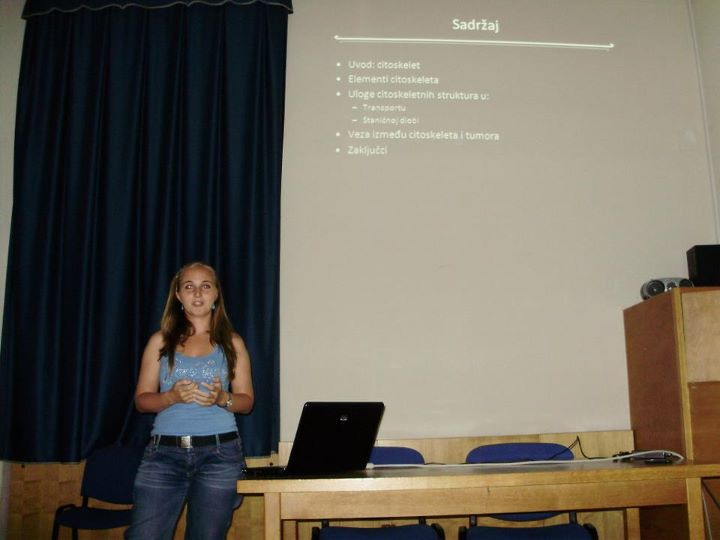 Sadržaj
• Uvod: citoskelet
• Elementi citoskeleta
• Uloge citoskeletnih struktura u:
– Transportu
– Staničnoj diobi
• Veza između citoskeleta i tumora
• Zaključci